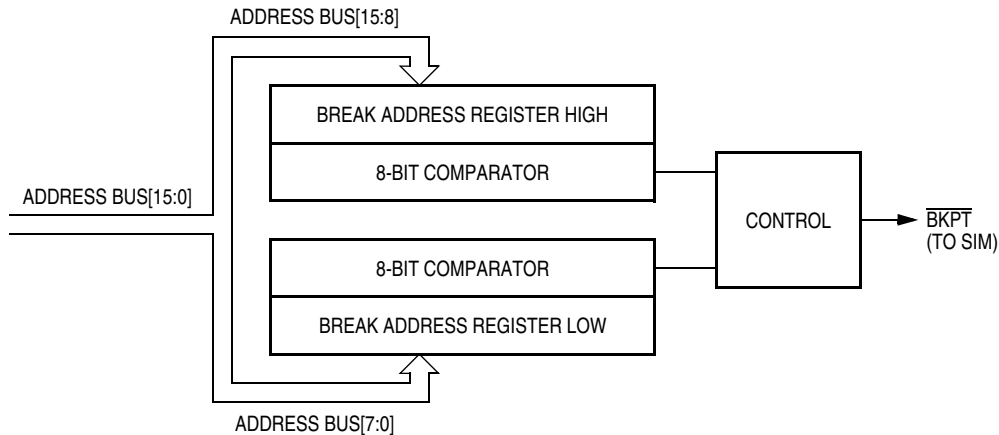 ADDRESS BUS[15:8]
BREAK ADDRESS REGISTER HIGH
8-BIT COMPARATOR
ADDRESS BUS[15:0]
CONTROL
BKPT
(TO SIM)
8-BIT COMPARATOR
BREAK ADDRESS REGISTER LOW
ADDRESS BUS[7:0]